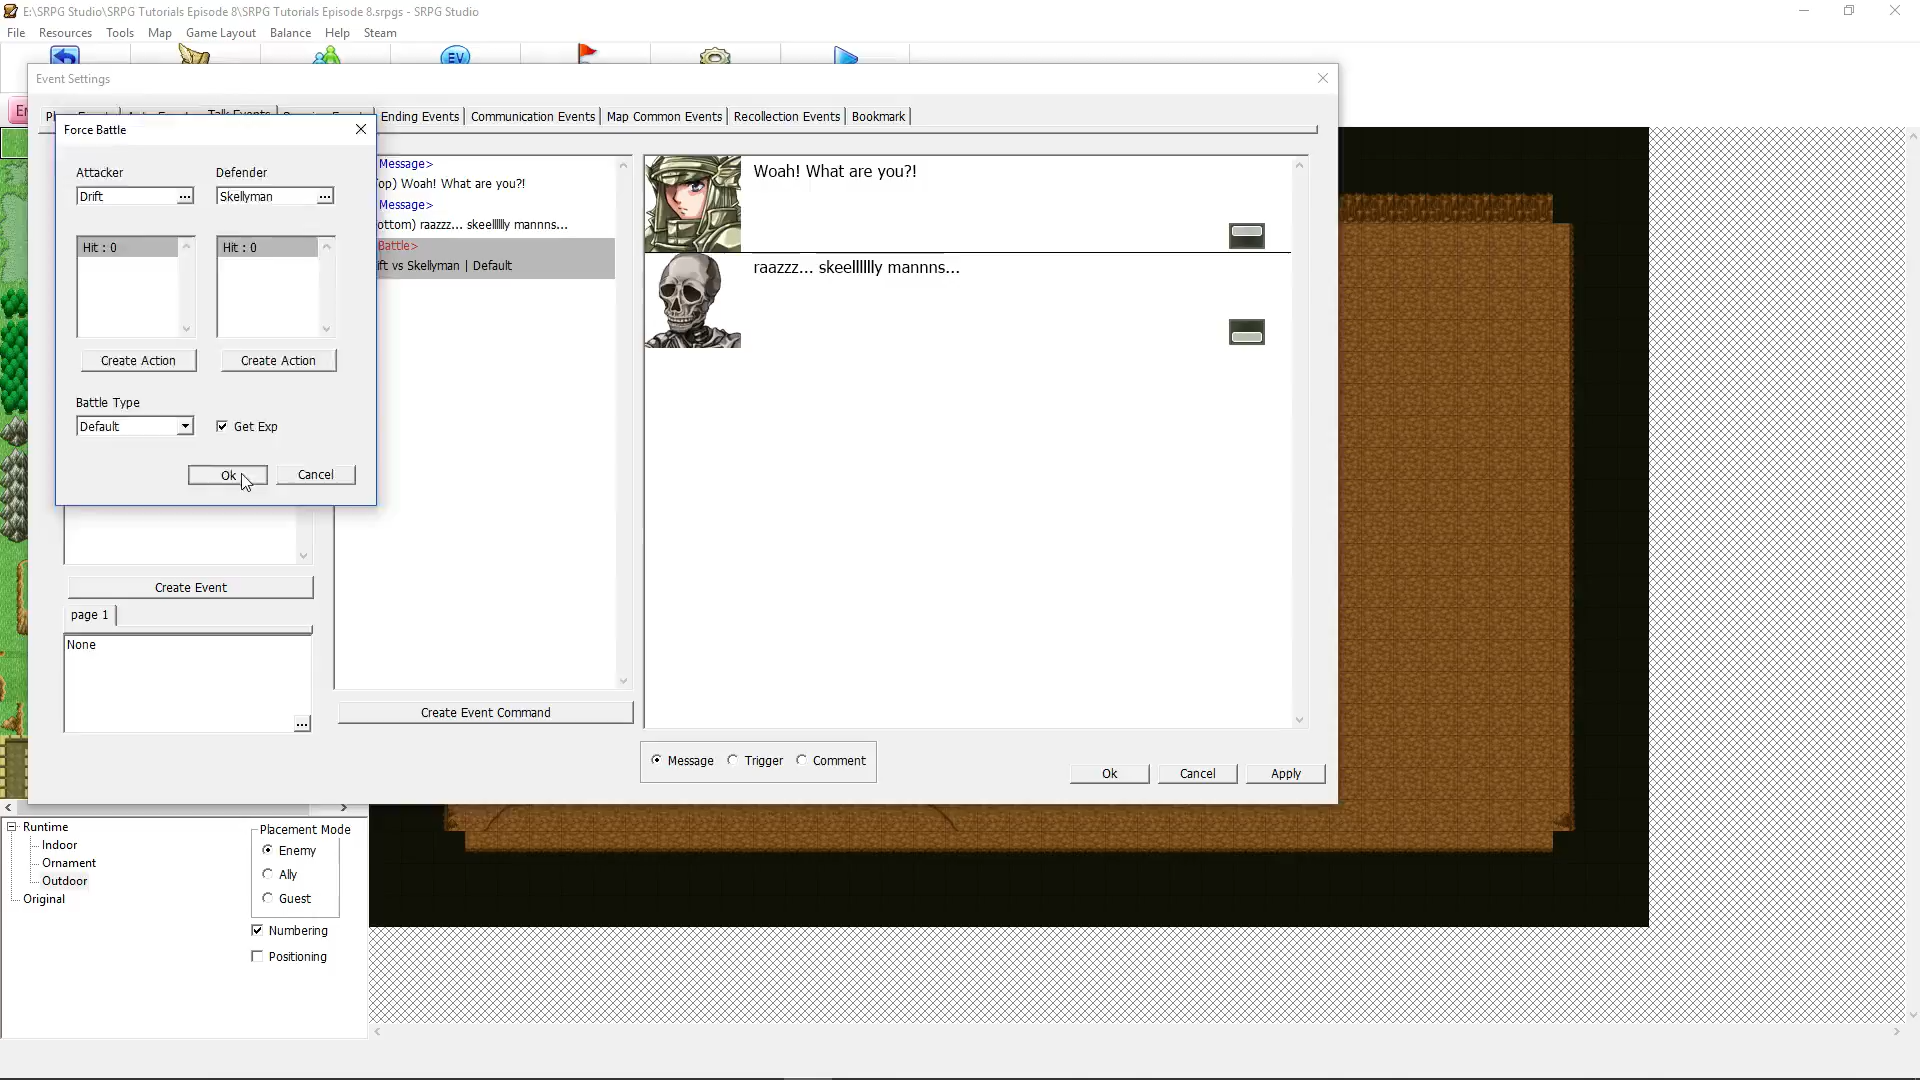 E:\SRPG Studio\SRPG Tutorials Episode 8\SRPG Tutorials Episode 8.srpgs - SRPG Studio
File Resources Tools Map Game Layout Balance Help Steam
EV
Event Settings
Talk Events Ending Events Communication Events Map Common Events Recollection Events Bookmark
Force Battle
Attacker Defender
Drift ... Skellyman ...
Hit : 0 Hit : 0
Create Action Create Action
Battle Type
Default Get Exp
Ok Cancel
Message>
op) Woah! What are you?!
Message>
ottom) raazzz... skeelllllly mannns...
Battle>
ift vs Skellyman | Default
Woah! What are you?!
raazzz... skeelllllly mannns...
Create Event
page 1
None
...
Create Event Command
Message Trigger Comment
Ok Cancel Apply
Runtime
Indoor
Ornament
Outdoor
Original
Placement Mode
Enemy
Ally
Guest
Numbering
Positioning